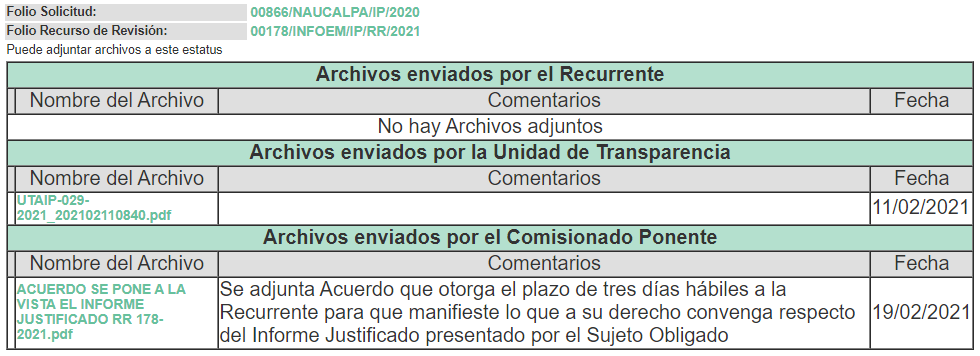 Folio Solicitud: 00866/NAUCALPA/IP/2020
Folio Recurso de Revisión: 00178/INFOEM/IP/RR/2021
Puede adjuntar archivos a este estatus
Archivos enviados por el Recurrente
Nombre del Archivo Comentarios Fecha
No hay Archivos adjuntos
Archivos enviados por la Unidad de Transparencia
Nombre del Archivo Comentarios Fecha
UTAIP-029-
2021_202102110840.pdf
11/02/2021
Archivos enviados por el Comisionado Ponente
Nombre del Archivo Comentarios Fecha
ACUERDO SE PONE A LA
VISTA EL INFORME
JUSTIFICADO RR 178-
2021.pdf
Se adjunta Acuerdo que otorga el plazo de tres días hábiles a la
Recurrente para que manifieste lo que a su derecho convenga respecto
del Informe Justificado presentado por el Sujeto Obligado
19/02/2021